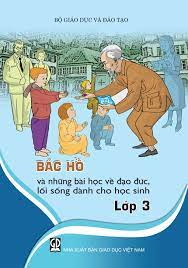 BỘ GIÁO DỤC VÀ ĐÀO TẠO
BÁC HỒ
và những bài học về đạo đức,
lối sống dành cho học sinh
Lớp 3
NHÀ XUẤT BẢN GIÁO DỤC VIỆT NAM